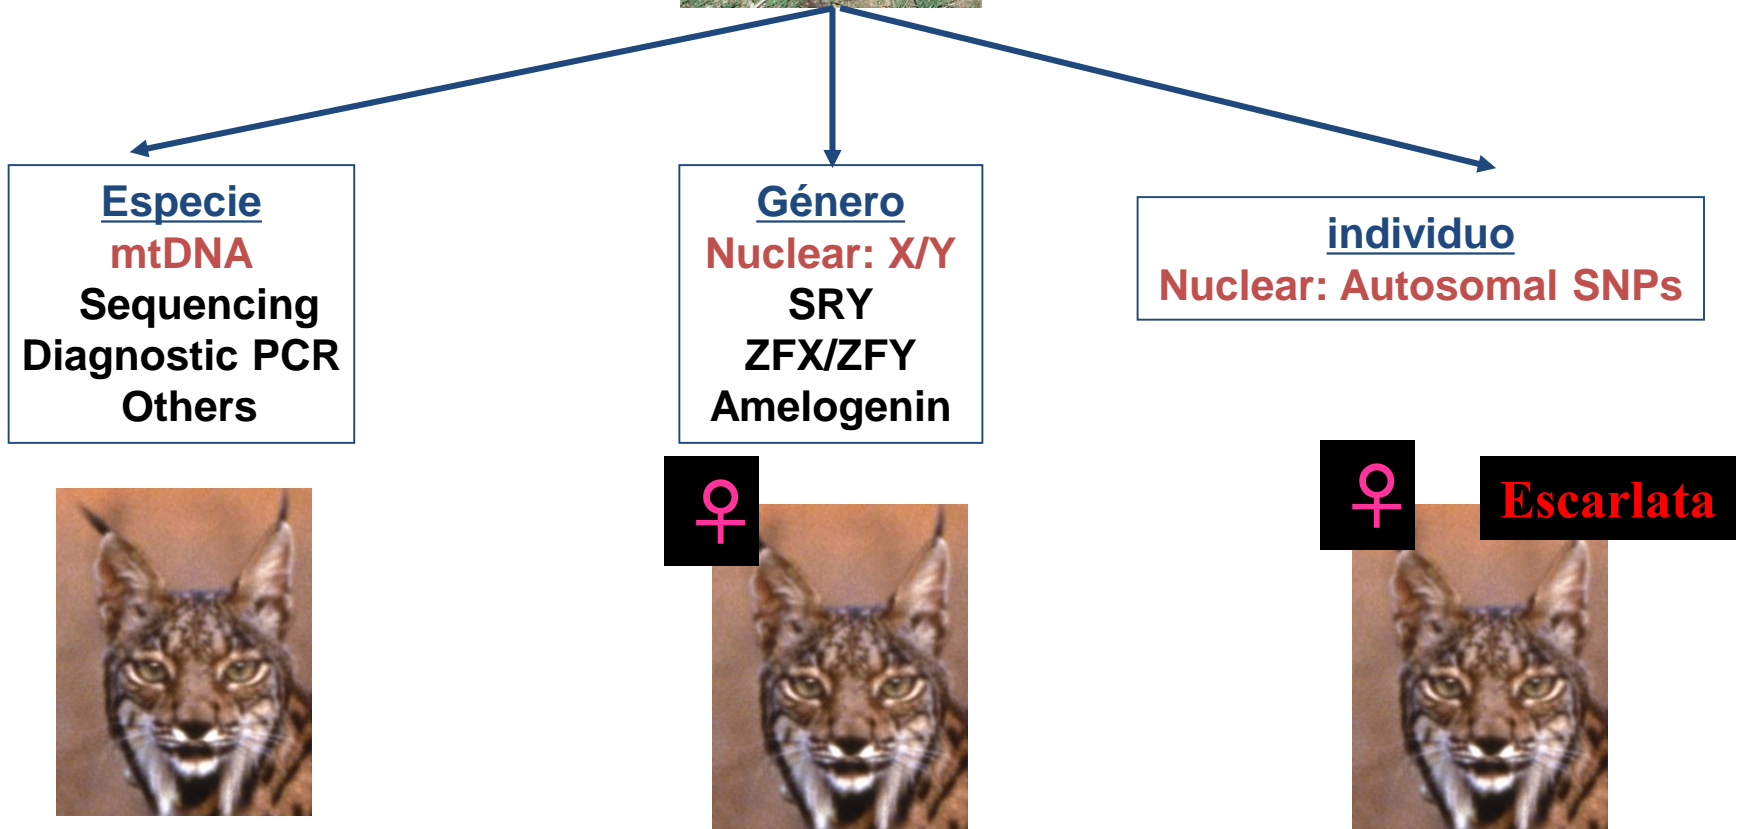 Especie
mtDNA
Sequencing
Diagnostic PCR
Others
Género
Nuclear: X/Y
SRY
ZFX/ZFY
Amelogenin
individuo
Nuclear: Autosomal SNPs
♀
♀
Escarlata